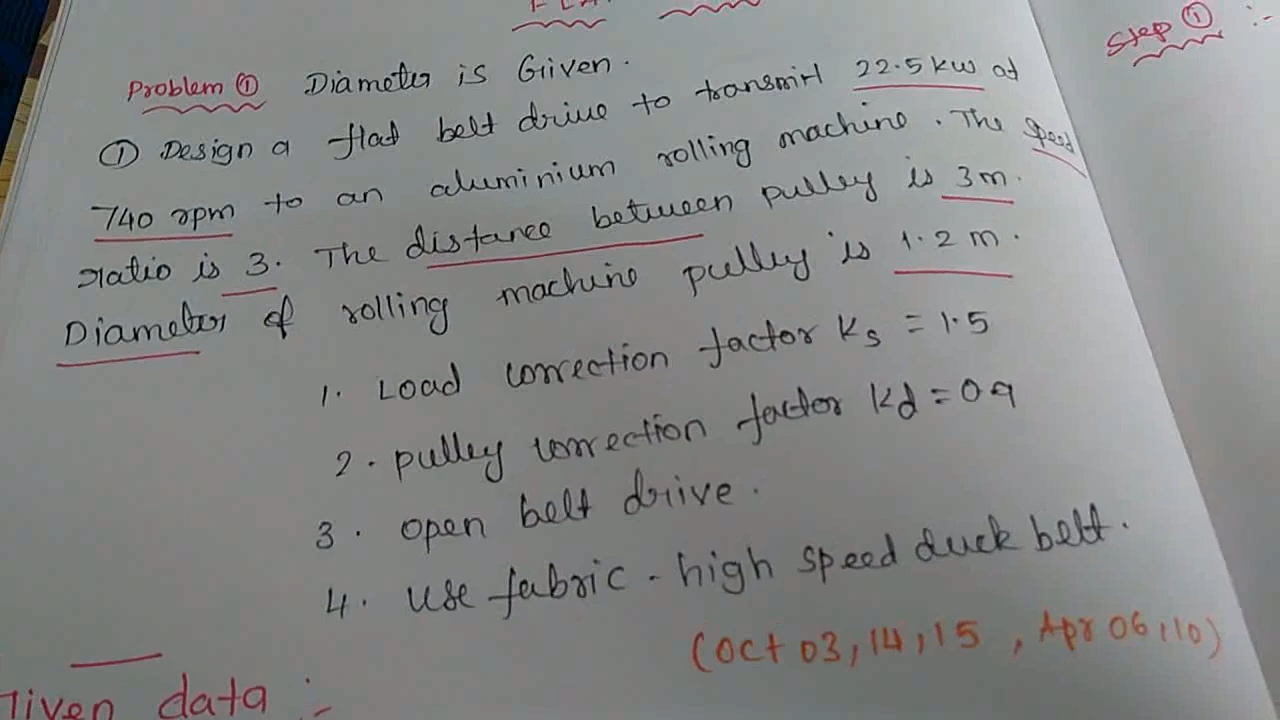 Step ① :-
Problem ① Diameter is Given.
① Design a flat belt drive to transmit 22.5 kW at
740 rpm to an aluminium rolling machine. The speed
ratio is 3. The distance between pulley is 3m.
Diameter of rolling machine pulley is 1.2 m.
1. Load correction factor Ks = 1.5
2. pulley correction factor Kd = 0.9
3. open belt drive.
4. Use fabric - high speed duck belt.
(Oct 03, 14, 15, Apr 06, 10)
Given data :-